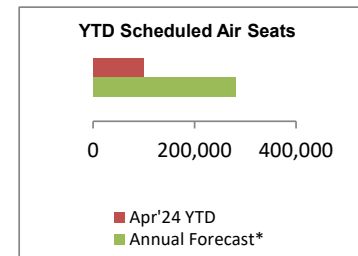 YTD Scheduled Air Seats
0 200,000 400,000
Apr'24 YTD
Annual Forecast*